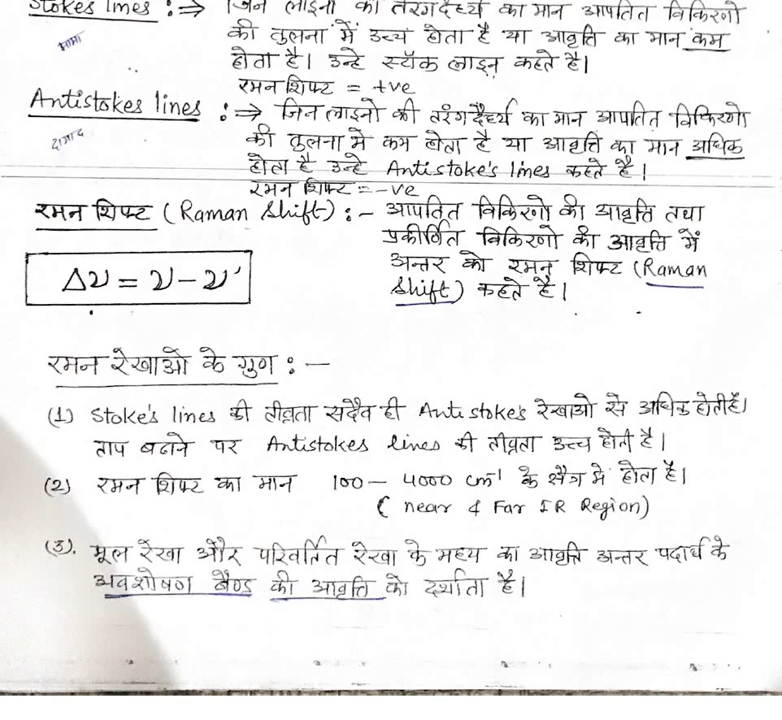 Stokes lines :⇒ जिन लाइनो की तरंगदैर्ध्य का मान आपतित विकिरणो
की तुलना में उच्च होता है या आवृत्ति का मान कम
होता है। उन्हे स्टॉक लाइन कहते है।
रमन शिफ्ट = +ve
Antistokes lines :⇒ जिन लाइनो की तरंगदैर्ध्य का मान आपतित विकिरणो
की तुलना मे कम होता है या आवृत्ति का मान अधिक
होता है उन्हे Antistoke's lines कहते है।
रमन शिफ्ट = -ve
रमन शिफ्ट (Raman Shift) :- आपतित विकिरणो की आवृति तथा
प्रकीर्णित विकिरणो की आवृति में
अन्तर को रमन शिफ्ट (Raman
Shift) कहते है।
Δν = ν - ν'
रमन रेखाओ के गुण : —
(1) Stoke's lines की तीव्रता सदैव ही Antistoke's रेखाओ से अधिक होती है।
ताप बढाने पर Antistokes lines की तीव्रता उच्च होती है।
(2) रमन शिफ्ट का मान 100 — 4000 cm⁻¹ के क्षैत्र मे होता है।
( near & Far IR Region)
(3). मूल रेखा और परिवर्तित रेखा के मध्य का आवृति अन्तर पदार्थ के
अवशोषण बैण्ड की आवृत्ति को दर्शाता है।